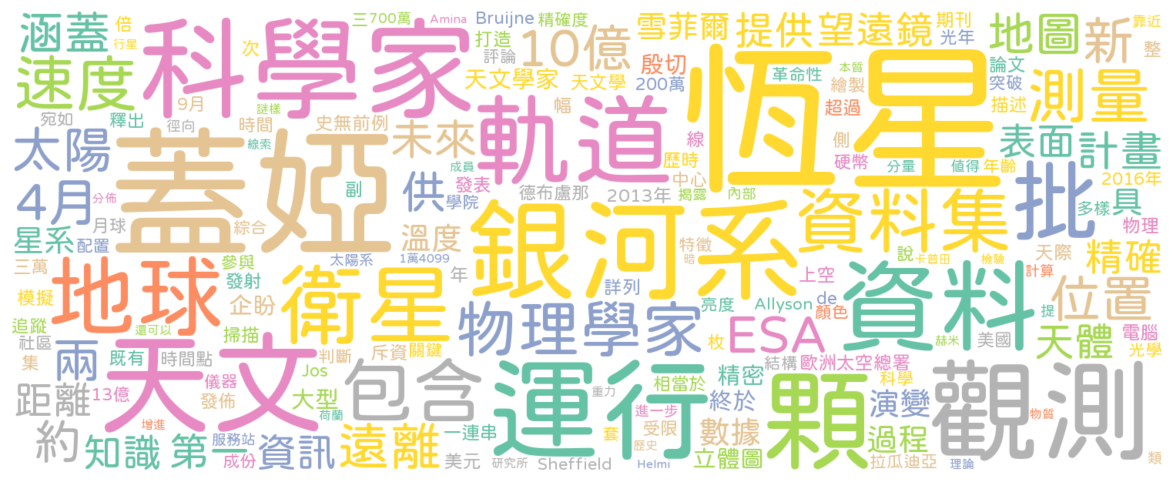 涵蓋
倍
行星
科學家
三700萬
Amina
Bruijne
精確度
打造
評論
10億
雪菲爾
提供
望遠鏡
期刊
光年
地圖
新
靠近
整
速度
9月
次
謎樣
天文學家
天文學
殷切
200萬
恆星
革命性
本質
繪製
超過
論文
突破
描述
測量
宛如
釋出
徑向
時間
線索
史無前例
幅
未來
軌道
線
歷時
硬幣
側
分量
值得
年齡
表面
計畫
太陽
蓋婭
副
成員
供
學院
發表
德布盧那
2013年
中心
揭露
內部
批
2016年
多樣
具
4月
分佈
月球
綜合
物理
星系
配置
太陽系
1萬4099
溫度
銀河系
特徵
暗
資料集
說
卡普田
檢驗
天際
計算
精確
三萬
參與
發射
地球
衛星
年
詳列
上空
亮度
Allyson
de
顏色
資料
位置
提
模擬
企盼
追蹤
還可以
掃描
物理學家
ESA
枚
赫米
美國
天體
電腦
光學
社區
集
兩
既有
時間點
天文
判斷
斥資
關鍵
Jos
儀器
結構
歐洲太空總署
距離
13億
發佈
大型
荷蘭
包含
運行
重力
相當於
精密
科學
顆
演變
觀測
物質
約
知識
第一
增進
服務站
成份
資訊
遠離
一連串
美元
研究所
Sheffield
套
歷史
Helmi
進一步
受限
終於
數據
立體圖
過程
拉瓜迪亞
理論
類